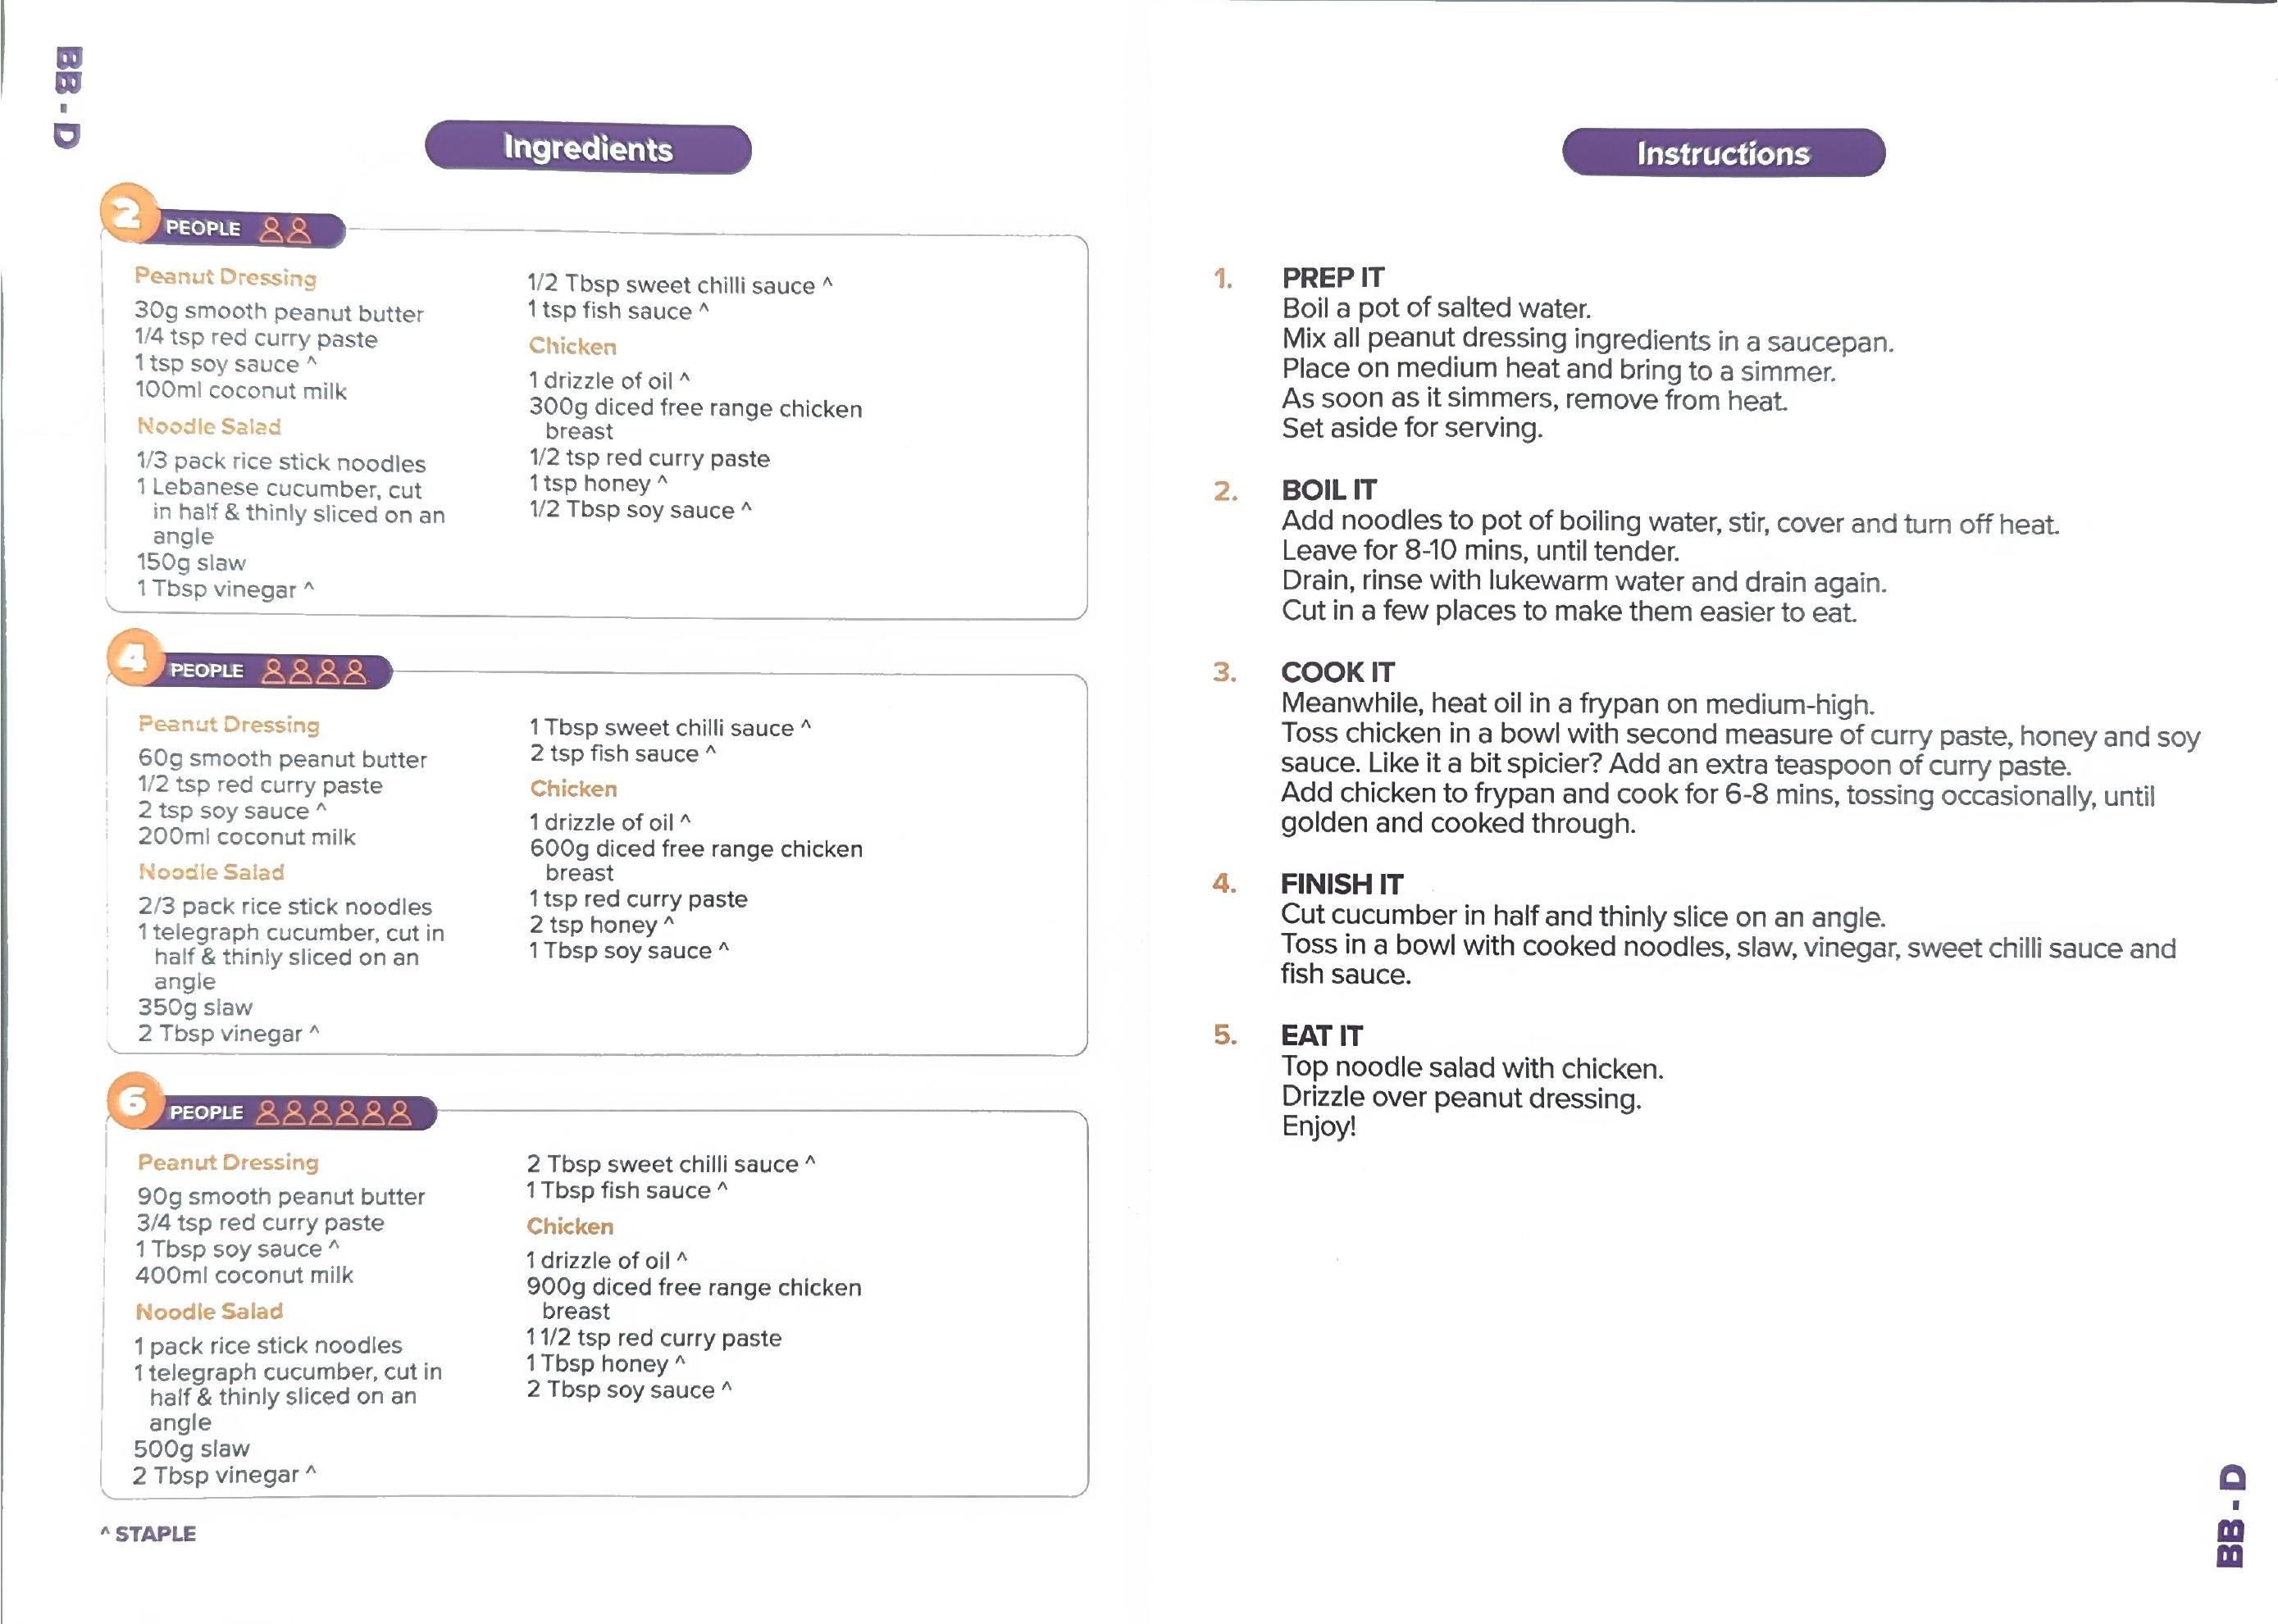 BB - D
Ingredients
2 PEOPLE
Peanut Dressing
30g smooth peanut butter
1/4 tsp red curry paste
1 tsp soy sauce ^
100ml coconut milk
Noodle Salad
1/3 pack rice stick noodles
1 Lebanese cucumber, cut
in half & thinly sliced on an
angle
150g slaw
1 Tbsp vinegar ^
1/2 Tbsp sweet chilli sauce ^
1 tsp fish sauce ^
Chicken
1 drizzle of oil ^
300g diced free range chicken
breast
1/2 tsp red curry paste
1 tsp honey ^
1/2 Tbsp soy sauce ^
4 PEOPLE
Peanut Dressing
60g smooth peanut butter
1/2 tsp red curry paste
2 tsp soy sauce ^
200ml coconut milk
Noodle Salad
2/3 pack rice stick noodles
1 telegraph cucumber, cut in
half & thinly sliced on an
angle
350g slaw
2 Tbsp vinegar ^
1 Tbsp sweet chilli sauce ^
2 tsp fish sauce ^
Chicken
1 drizzle of oil ^
600g diced free range chicken
breast
1 tsp red curry paste
2 tsp honey ^
1 Tbsp soy sauce ^
6 PEOPLE
Peanut Dressing
90g smooth peanut butter
3/4 tsp red curry paste
1 Tbsp soy sauce ^
400ml coconut milk
Noodle Salad
1 pack rice stick noodles
1 telegraph cucumber, cut in
half & thinly sliced on an
angle
500g slaw
2 Tbsp vinegar ^
2 Tbsp sweet chilli sauce ^
1 Tbsp fish sauce ^
Chicken
1 drizzle of oil ^
900g diced free range chicken
breast
1 1/2 tsp red curry paste
1 Tbsp honey ^
2 Tbsp soy sauce ^
^ STAPLE
Instructions
1. PREP IT
Boil a pot of salted water.
Mix all peanut dressing ingredients in a saucepan.
Place on medium heat and bring to a simmer.
As soon as it simmers, remove from heat.
Set aside for serving.
2. BOIL IT
Add noodles to pot of boiling water, stir, cover and turn off heat.
Leave for 8-10 mins, until tender.
Drain, rinse with lukewarm water and drain again.
Cut in a few places to make them easier to eat.
3. COOK IT
Meanwhile, heat oil in a frypan on medium-high.
Toss chicken in a bowl with second measure of curry paste, honey and soy
sauce. Like it a bit spicier? Add an extra teaspoon of curry paste.
Add chicken to frypan and cook for 6-8 mins, tossing occasionally, until
golden and cooked through.
4. FINISH IT
Cut cucumber in half and thinly slice on an angle.
Toss in a bowl with cooked noodles, slaw, vinegar, sweet chilli sauce and
fish sauce.
5. EAT IT
Top noodle salad with chicken.
Drizzle over peanut dressing.
Enjoy!
BB - D